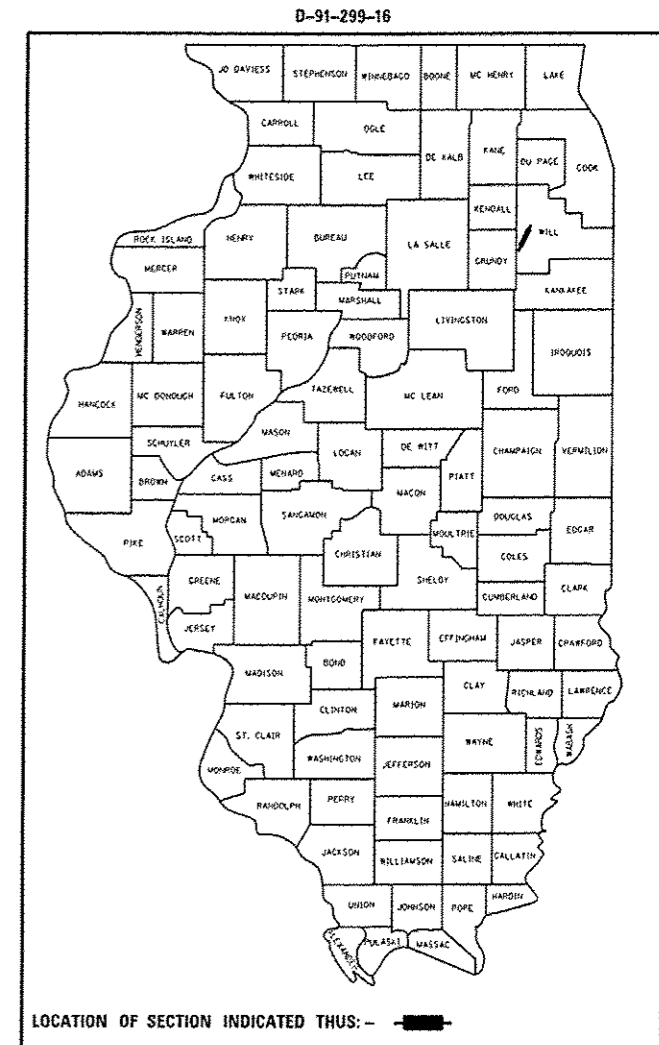 D-91-299-16
JO DAVIESS STEPHENSON WINNEBAGO BOONE MC HENRY LAKE
CARROLL OGLE DE KALB KANE DU PAGE COOK
WHITESIDE LEE
KENDALL WILL
ROCK ISLAND HENRY BUREAU LA SALLE GRUNDY
MERCER PUTNAM
STARK MARSHALL KANKAKEE
HENDERSON WARREN KNOX PEORIA WOODFORD LIVINGSTON IROQUOIS
HANCOCK MC DONOUGH FULTON TAZEWELL MC LEAN FORD
MASON
SCHUYLER LOGAN DE WITT CHAMPAIGN VERMILION
ADAMS BROWN CASS MENARD MACON PIATT
MORGAN SANGAMON DOUGLAS EDGAR
PIKE SCOTT CHRISTIAN MOULTRIE COLES
GREENE MACOUPIN MONTGOMERY SHELBY CUMBERLAND CLARK
CALHOUN JERSEY FAYETTE EFFINGHAM JASPER CRAWFORD
MADISON BOND
CLAY RICHLAND LAWRENCE
CLINTON MARION
ST. CLAIR WAYNE EDWARDS WABASH
WASHINGTON JEFFERSON
MONROE
RANDOLPH PERRY HAMILTON WHITE
FRANKLIN
JACKSON WILLIAMSON SALINE GALLATIN
UNION JOHNSON POPE HARDIN
ALEXANDER PULASKI MASSAC
LOCATION OF SECTION INDICATED THUS:-